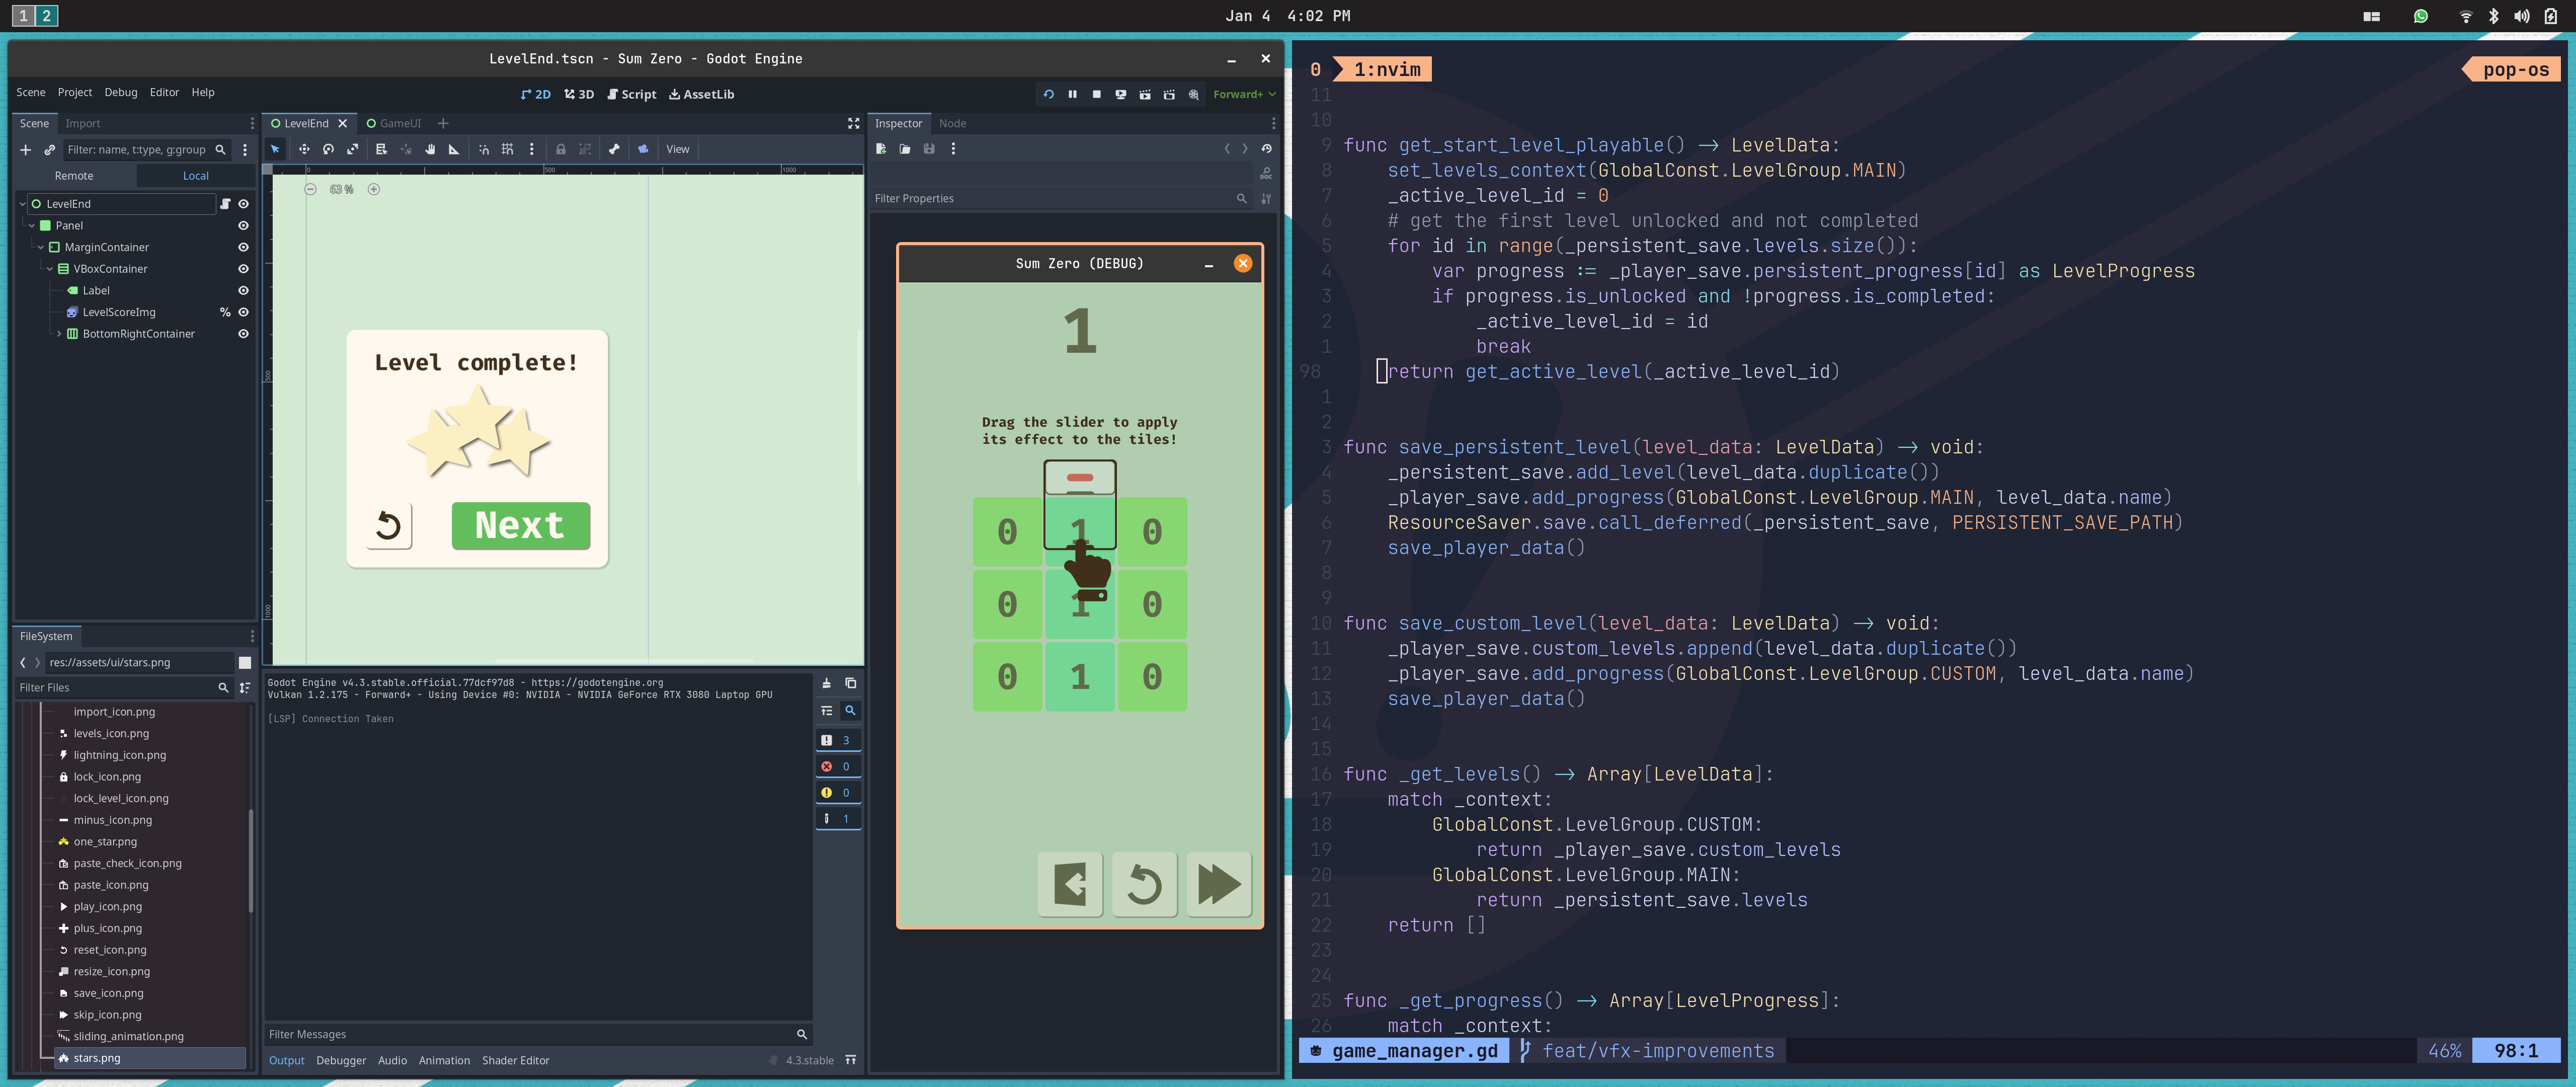 1 2
Jan 4 4:02 PM
LevelEnd.tscn - Sum Zero - Godot Engine
Scene Project Debug Editor Help
2D 3D Script AssetLib
Forward+
Scene Import
Filter: name, t:type, g:group
Remote Local
LevelEnd
Panel
MarginContainer
VBoxContainer
Label
LevelScoreImg %
BottomRightContainer
FileSystem
res://assets/ui/stars.png
Filter Files
import_icon.png
levels_icon.png
lightning_icon.png
lock_icon.png
lock_level_icon.png
minus_icon.png
one_star.png
paste_check_icon.png
paste_icon.png
play_icon.png
plus_icon.png
reset_icon.png
resize_icon.png
save_icon.png
skip_icon.png
sliding_animation.png
stars.png
LevelEnd GameUI
View
0 500 1000
63 %
500
1000
Level complete!
Next
Godot Engine v4.3.stable.official.77dcf97d8 - https://godotengine.org
Vulkan 1.2.175 - Forward+ - Using Device #0: NVIDIA - NVIDIA GeForce RTX 3080 Laptop GPU
[LSP] Connection Taken
3
0
0
1
Filter Messages
Output Debugger Audio Animation Shader Editor
4.3.stable
Inspector Node
DOC
Filter Properties
Sum Zero (DEBUG)
1
Drag the slider to apply
its effect to the tiles!
0 1 0
0 1 0
0 1 0
0 1:nvim pop-os
11
10
9 func get_start_level_playable() -> LevelData:
8 set_levels_context(GlobalConst.LevelGroup.MAIN)
7 _active_level_id = 0
6 # get the first level unlocked and not completed
5 for id in range(_persistent_save.levels.size()):
4 var progress := _player_save.persistent_progress[id] as LevelProgress
3 if progress.is_unlocked and !progress.is_completed:
2 _active_level_id = id
1 break
98 return get_active_level(_active_level_id)
1
2
3 func save_persistent_level(level_data: LevelData) -> void:
4 _persistent_save.add_level(level_data.duplicate())
5 _player_save.add_progress(GlobalConst.LevelGroup.MAIN, level_data.name)
6 ResourceSaver.save.call_deferred(_persistent_save, PERSISTENT_SAVE_PATH)
7 save_player_data()
8
9
10 func save_custom_level(level_data: LevelData) -> void:
11 _player_save.custom_levels.append(level_data.duplicate())
12 _player_save.add_progress(GlobalConst.LevelGroup.CUSTOM, level_data.name)
13 save_player_data()
14
15
16 func _get_levels() -> Array[LevelData]:
17 match _context:
18 GlobalConst.LevelGroup.CUSTOM:
19 return _player_save.custom_levels
20 GlobalConst.LevelGroup.MAIN:
21 return _persistent_save.levels
22 return []
23
24
25 func _get_progress() -> Array[LevelProgress]:
26 match _context:
game_manager.gd feat/vfx-improvements 46% 98:1